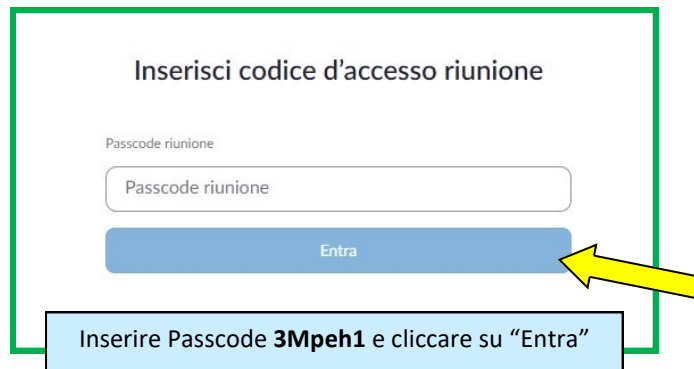 Inserisci codice d’accesso riunione
Passcode riunione
Passcode riunione
Entra
Inserire Passcode 3Mpeh1 e cliccare su “Entra”